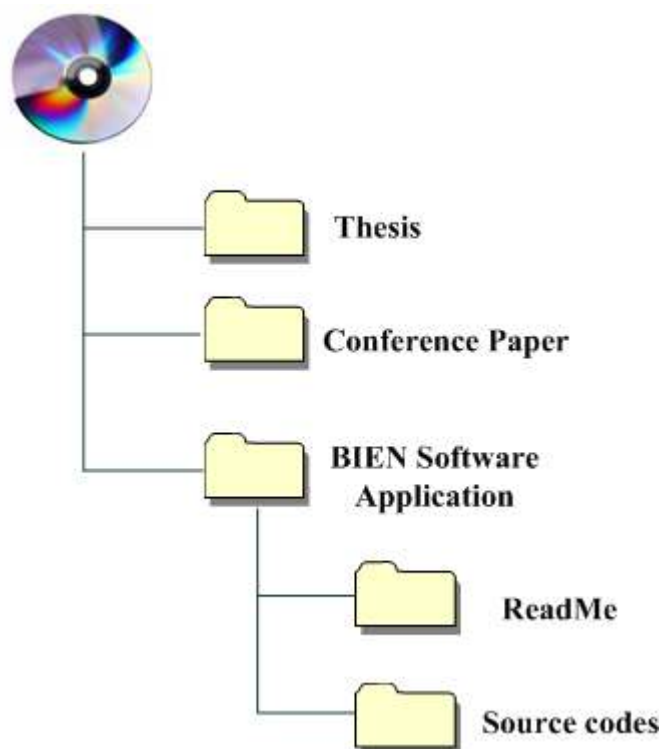 Thesis
Conference Paper
BIEN Software
Application
ReadMe
Source codes